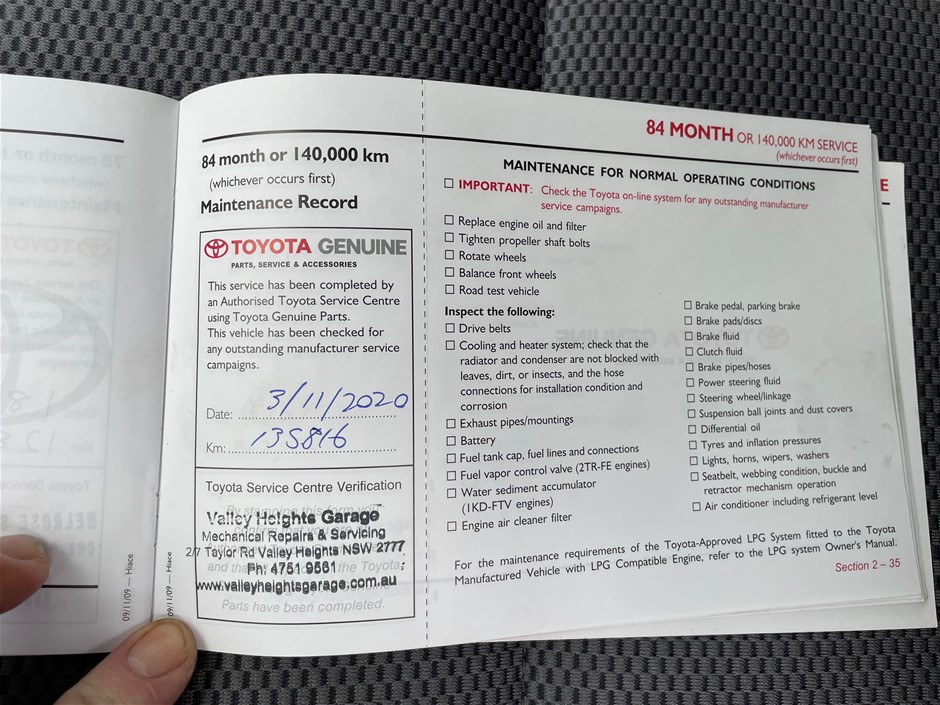 84 month or 140,000 km
(whichever occurs first)
Maintenance Record
TOYOTA GENUINE
PARTS, SERVICE & ACCESSORIES
This service has been completed by
an Authorised Toyota Service Centre
using Toyota Genuine Parts.
This vehicle has been checked for
any outstanding manufacturer service
campaigns.
Date: 3/11/2020
Km: 135816
Toyota Service Centre Verification
By stamping this form you
Valley Heights Garage
Mechanical Repairs & Servicing
2/7 Taylor Rd Valley Heights NSW 2777
Ph: 4751 9561
the Toyota
www.valleyheightsgarage.com.au
Parts have been completed.
09/11/09 — Hiace
09/11/09 — Hiace
84 MONTH OR 140,000 KM SERVICE
(whichever occurs first)
MAINTENANCE FOR NORMAL OPERATING CONDITIONS
IMPORTANT: Check the Toyota on-line system for any outstanding manufacturer
service campaigns.
Replace engine oil and filter
Tighten propeller shaft bolts
Rotate wheels
Balance front wheels
Road test vehicle
Inspect the following:
Drive belts
Cooling and heater system; check that the
radiator and condenser are not blocked with
leaves, dirt, or insects, and the hose
connections for installation condition and
corrosion
Exhaust pipes/mountings
Battery
Fuel tank cap, fuel lines and connections
Fuel vapor control valve (2TR-FE engines)
Water sediment accumulator
(1KD-FTV engines)
Engine air cleaner filter
Brake pedal, parking brake
Brake pads/discs
Brake fluid
Clutch fluid
Brake pipes/hoses
Power steering fluid
Steering wheel/linkage
Suspension ball joints and dust covers
Differential oil
Tyres and inflation pressures
Lights, horns, wipers, washers
Seatbelt, webbing condition, buckle and
retractor mechanism operation
Air conditioner including refrigerant level
For the maintenance requirements of the Toyota-Approved LPG System fitted to the Toyota
Manufactured Vehicle with LPG Compatible Engine, refer to the LPG system Owner's Manual.
Section 2 – 35
E